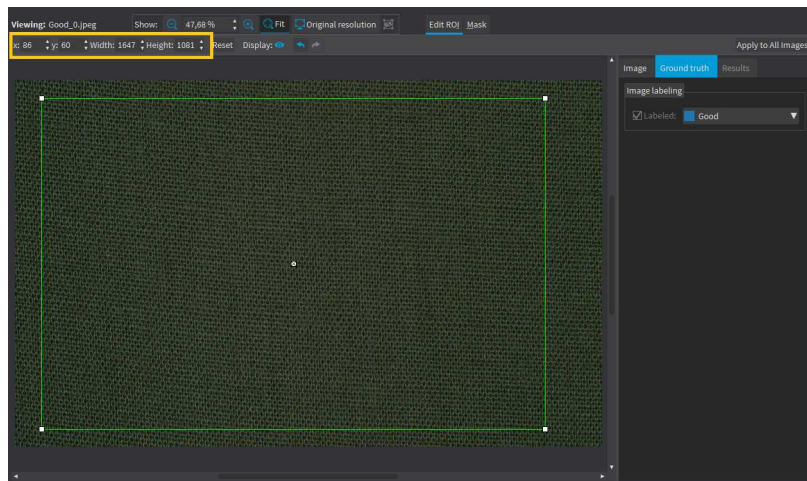 Viewing: Good_0.jpeg Show: 47,68 % Fit Original resolution Edit ROI Mask
x: 86 y: 60 Width: 1647 Height: 1081 Reset Display: Apply to All Images
Image Ground truth Results
Image labeling
Labeled: Good